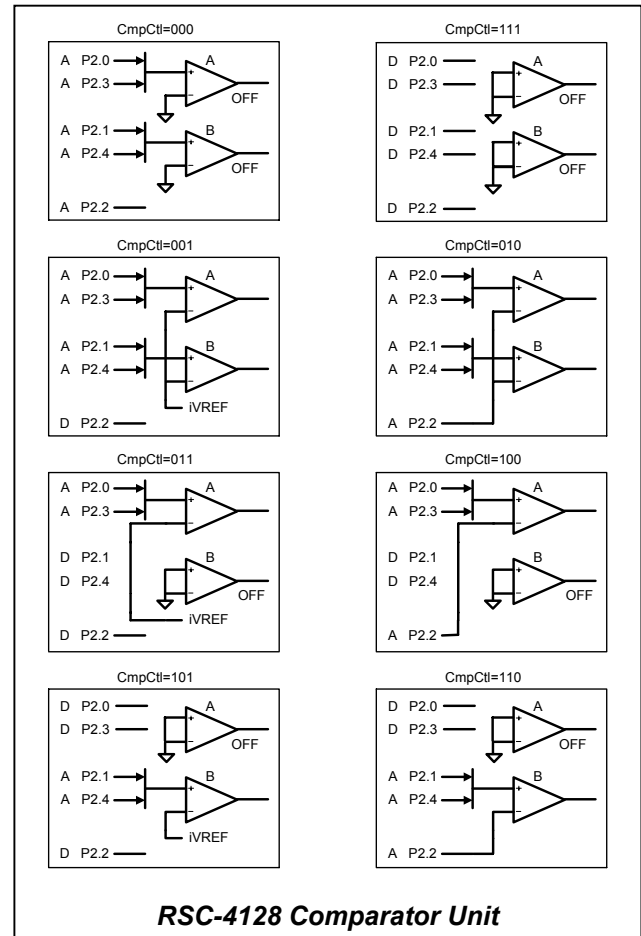 CmpCtl=000
A P2.0
A P2.3
A
+
-
OFF
A P2.1
A P2.4
B
+
-
OFF
A P2.2
CmpCtl=111
D P2.0
D P2.3
A
+
-
OFF
D P2.1
D P2.4
B
+
-
OFF
D P2.2
CmpCtl=001
A P2.0
A P2.3
A
+
-
A P2.1
A P2.4
B
+
-
iVREF
D P2.2
CmpCtl=010
A P2.0
A P2.3
A
+
-
A P2.1
A P2.4
B
+
-
A P2.2
CmpCtl=011
A P2.0
A P2.3
A
+
-
D P2.1
D P2.4
B
+
-
OFF
iVREF
D P2.2
CmpCtl=100
A P2.0
A P2.3
A
+
-
D P2.1
D P2.4
B
+
-
OFF
A P2.2
CmpCtl=101
D P2.0
D P2.3
A
+
-
OFF
A P2.1
A P2.4
B
+
-
iVREF
D P2.2
CmpCtl=110
D P2.0
D P2.3
A
+
-
OFF
A P2.1
A P2.4
B
+
-
A P2.2
RSC-4128 Comparator Unit